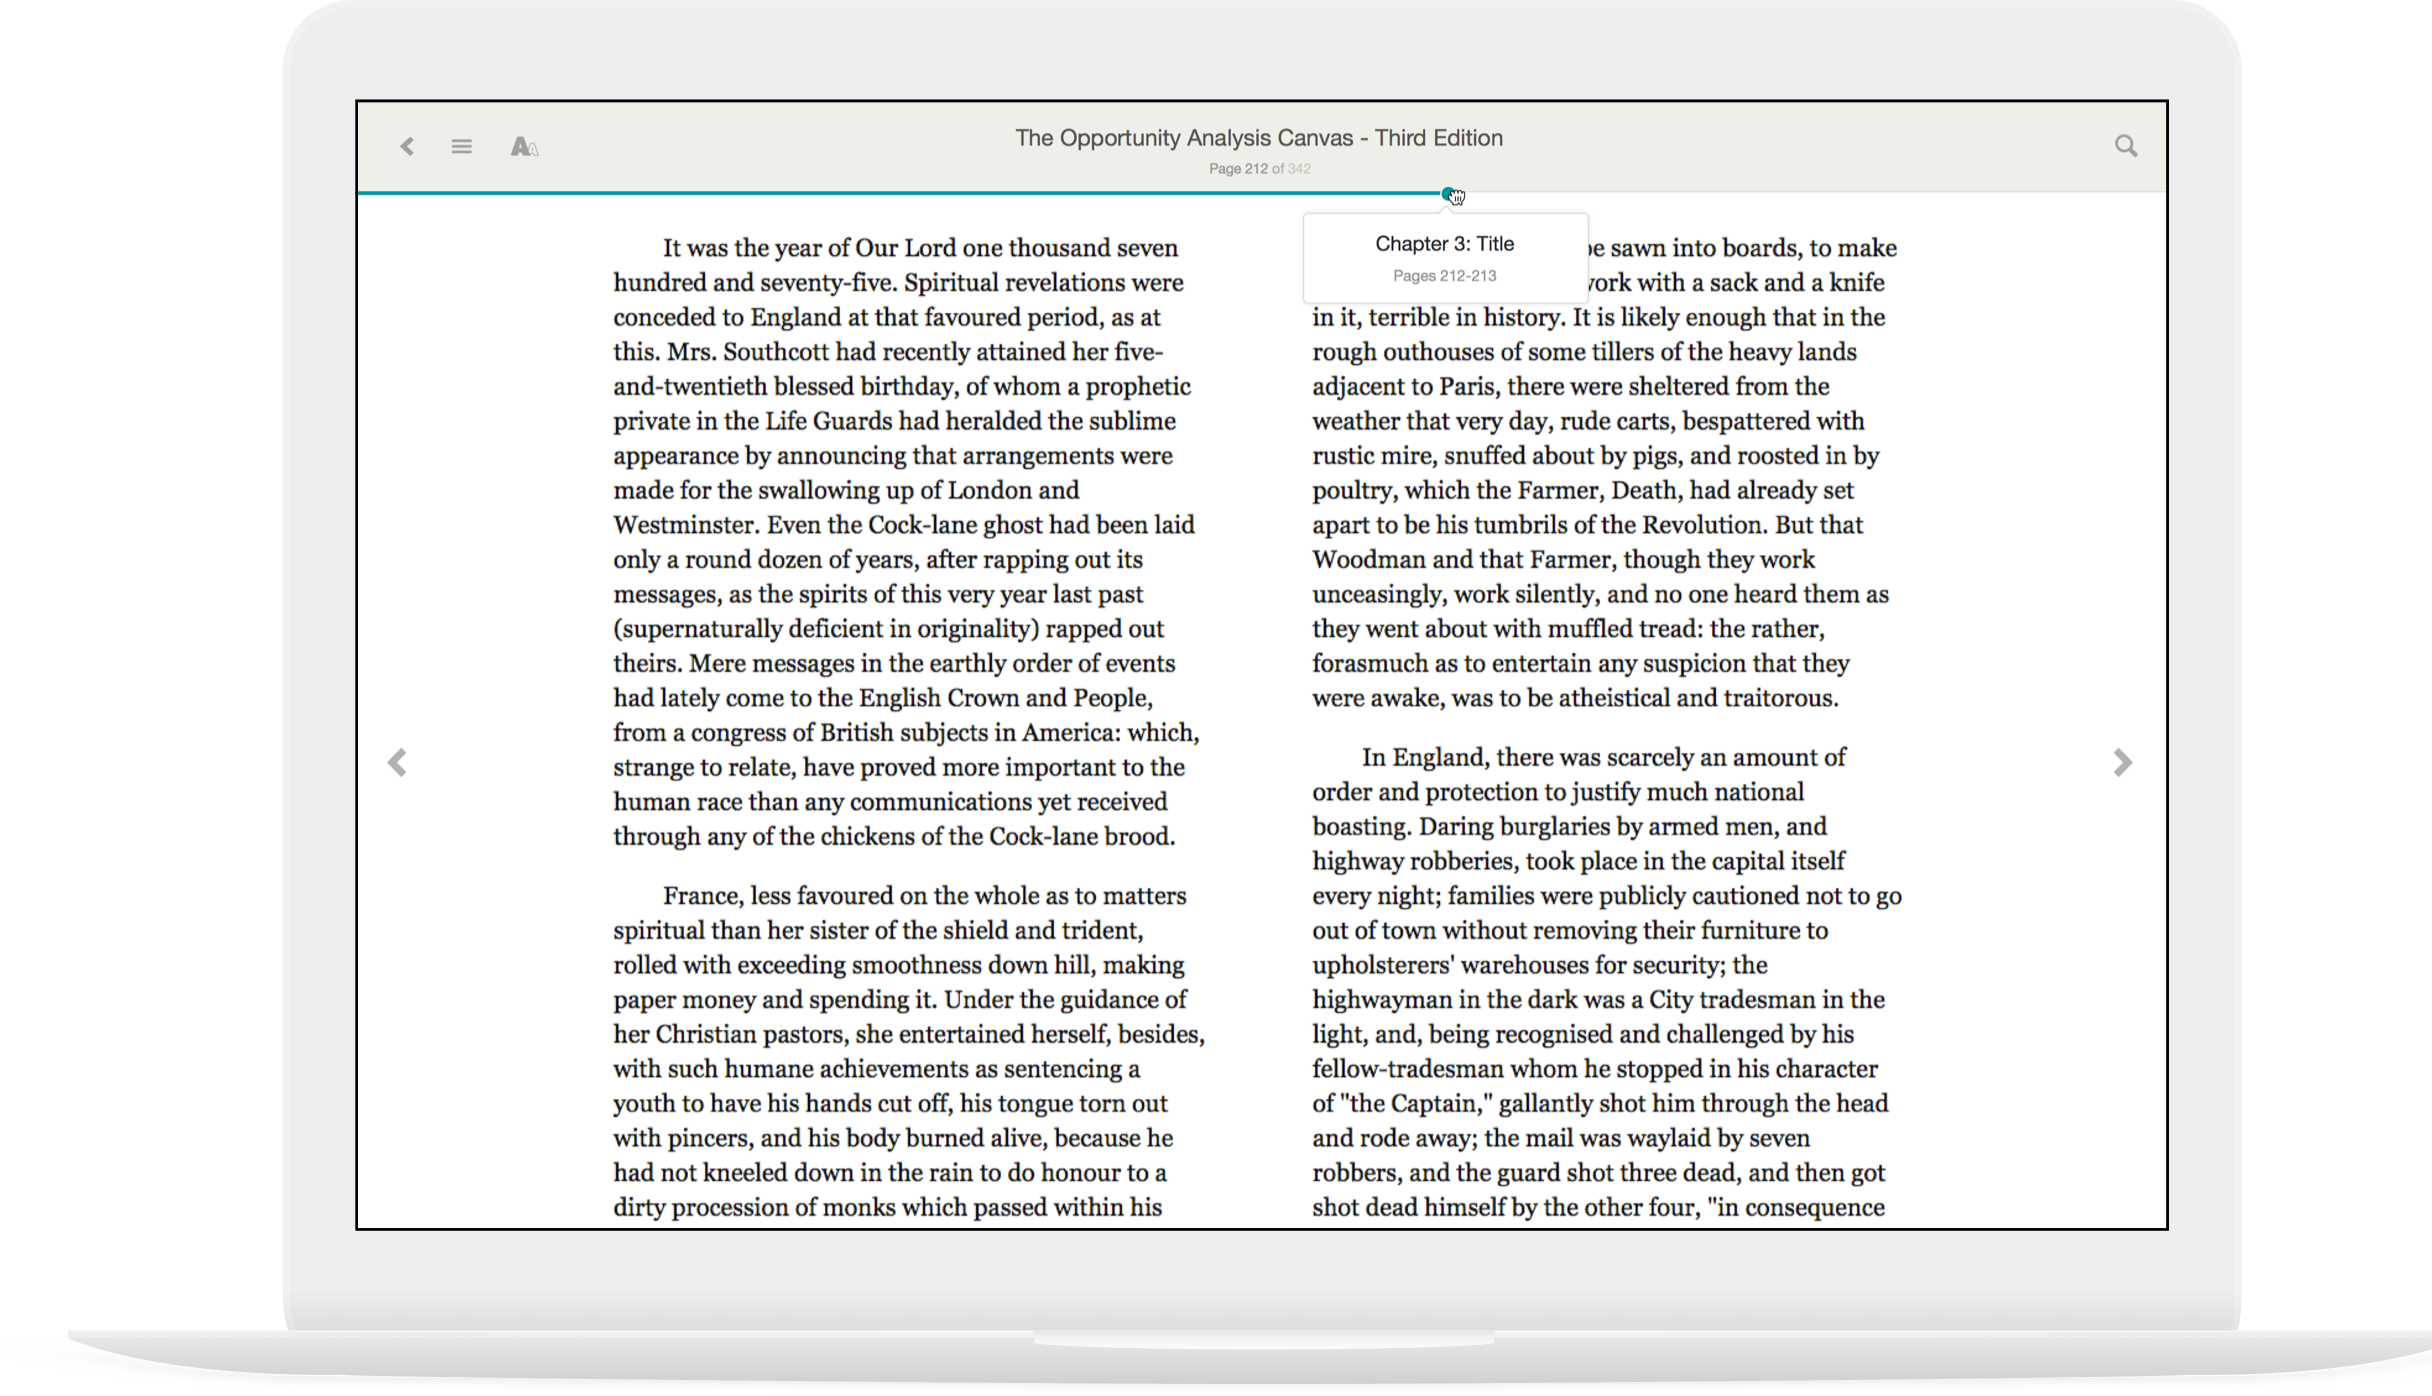 AA
The Opportunity Analysis Canvas - Third Edition
Page 212 of 342
Chapter 3: Title
Pages 212-213
It was the year of Our Lord one thousand seven
hundred and seventy-five. Spiritual revelations were
conceded to England at that favoured period, as at
this. Mrs. Southcott had recently attained her five-
and-twentieth blessed birthday, of whom a prophetic
private in the Life Guards had heralded the sublime
appearance by announcing that arrangements were
made for the swallowing up of London and
Westminster. Even the Cock-lane ghost had been laid
only a round dozen of years, after rapping out its
messages, as the spirits of this very year last past
(supernaturally deficient in originality) rapped out
theirs. Mere messages in the earthly order of events
had lately come to the English Crown and People,
from a congress of British subjects in America: which,
strange to relate, have proved more important to the
human race than any communications yet received
through any of the chickens of the Cock-lane brood.
France, less favoured on the whole as to matters
spiritual than her sister of the shield and trident,
rolled with exceeding smoothness down hill, making
paper money and spending it. Under the guidance of
her Christian pastors, she entertained herself, besides,
with such humane achievements as sentencing a
youth to have his hands cut off, his tongue torn out
with pincers, and his body burned alive, because he
had not kneeled down in the rain to do honour to a
dirty procession of monks which passed within his
sawn into boards, to make
with a sack and a knife
in it, terrible in history. It is likely enough that in the
rough outhouses of some tillers of the heavy lands
adjacent to Paris, there were sheltered from the
weather that very day, rude carts, bespattered with
rustic mire, snuffed about by pigs, and roosted in by
poultry, which the Farmer, Death, had already set
apart to be his tumbrils of the Revolution. But that
Woodman and that Farmer, though they work
unceasingly, work silently, and no one heard them as
they went about with muffled tread: the rather,
forasmuch as to entertain any suspicion that they
were awake, was to be atheistical and traitorous.
In England, there was scarcely an amount of
order and protection to justify much national
boasting. Daring burglaries by armed men, and
highway robberies, took place in the capital itself
every night; families were publicly cautioned not to go
out of town without removing their furniture to
upholsterers' warehouses for security; the
highwayman in the dark was a City tradesman in the
light, and, being recognised and challenged by his
fellow-tradesman whom he stopped in his character
of "the Captain," gallantly shot him through the head
and rode away; the mail was waylaid by seven
robbers, and the guard shot three dead, and then got
shot dead himself by the other four, "in consequence